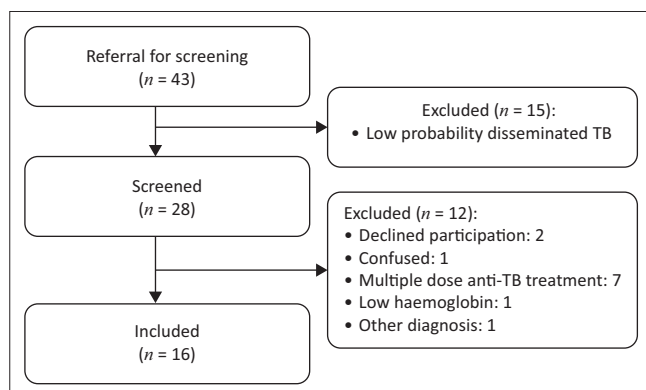 Referral for screening
(n = 43)
Excluded (n = 15):
• Low probability disseminated TB
Screened
(n = 28)
Excluded (n = 12):
• Declined participation: 2
• Confused: 1
• Multiple dose anti-TB treatment: 7
• Low haemoglobin: 1
• Other diagnosis: 1
Included
(n = 16)